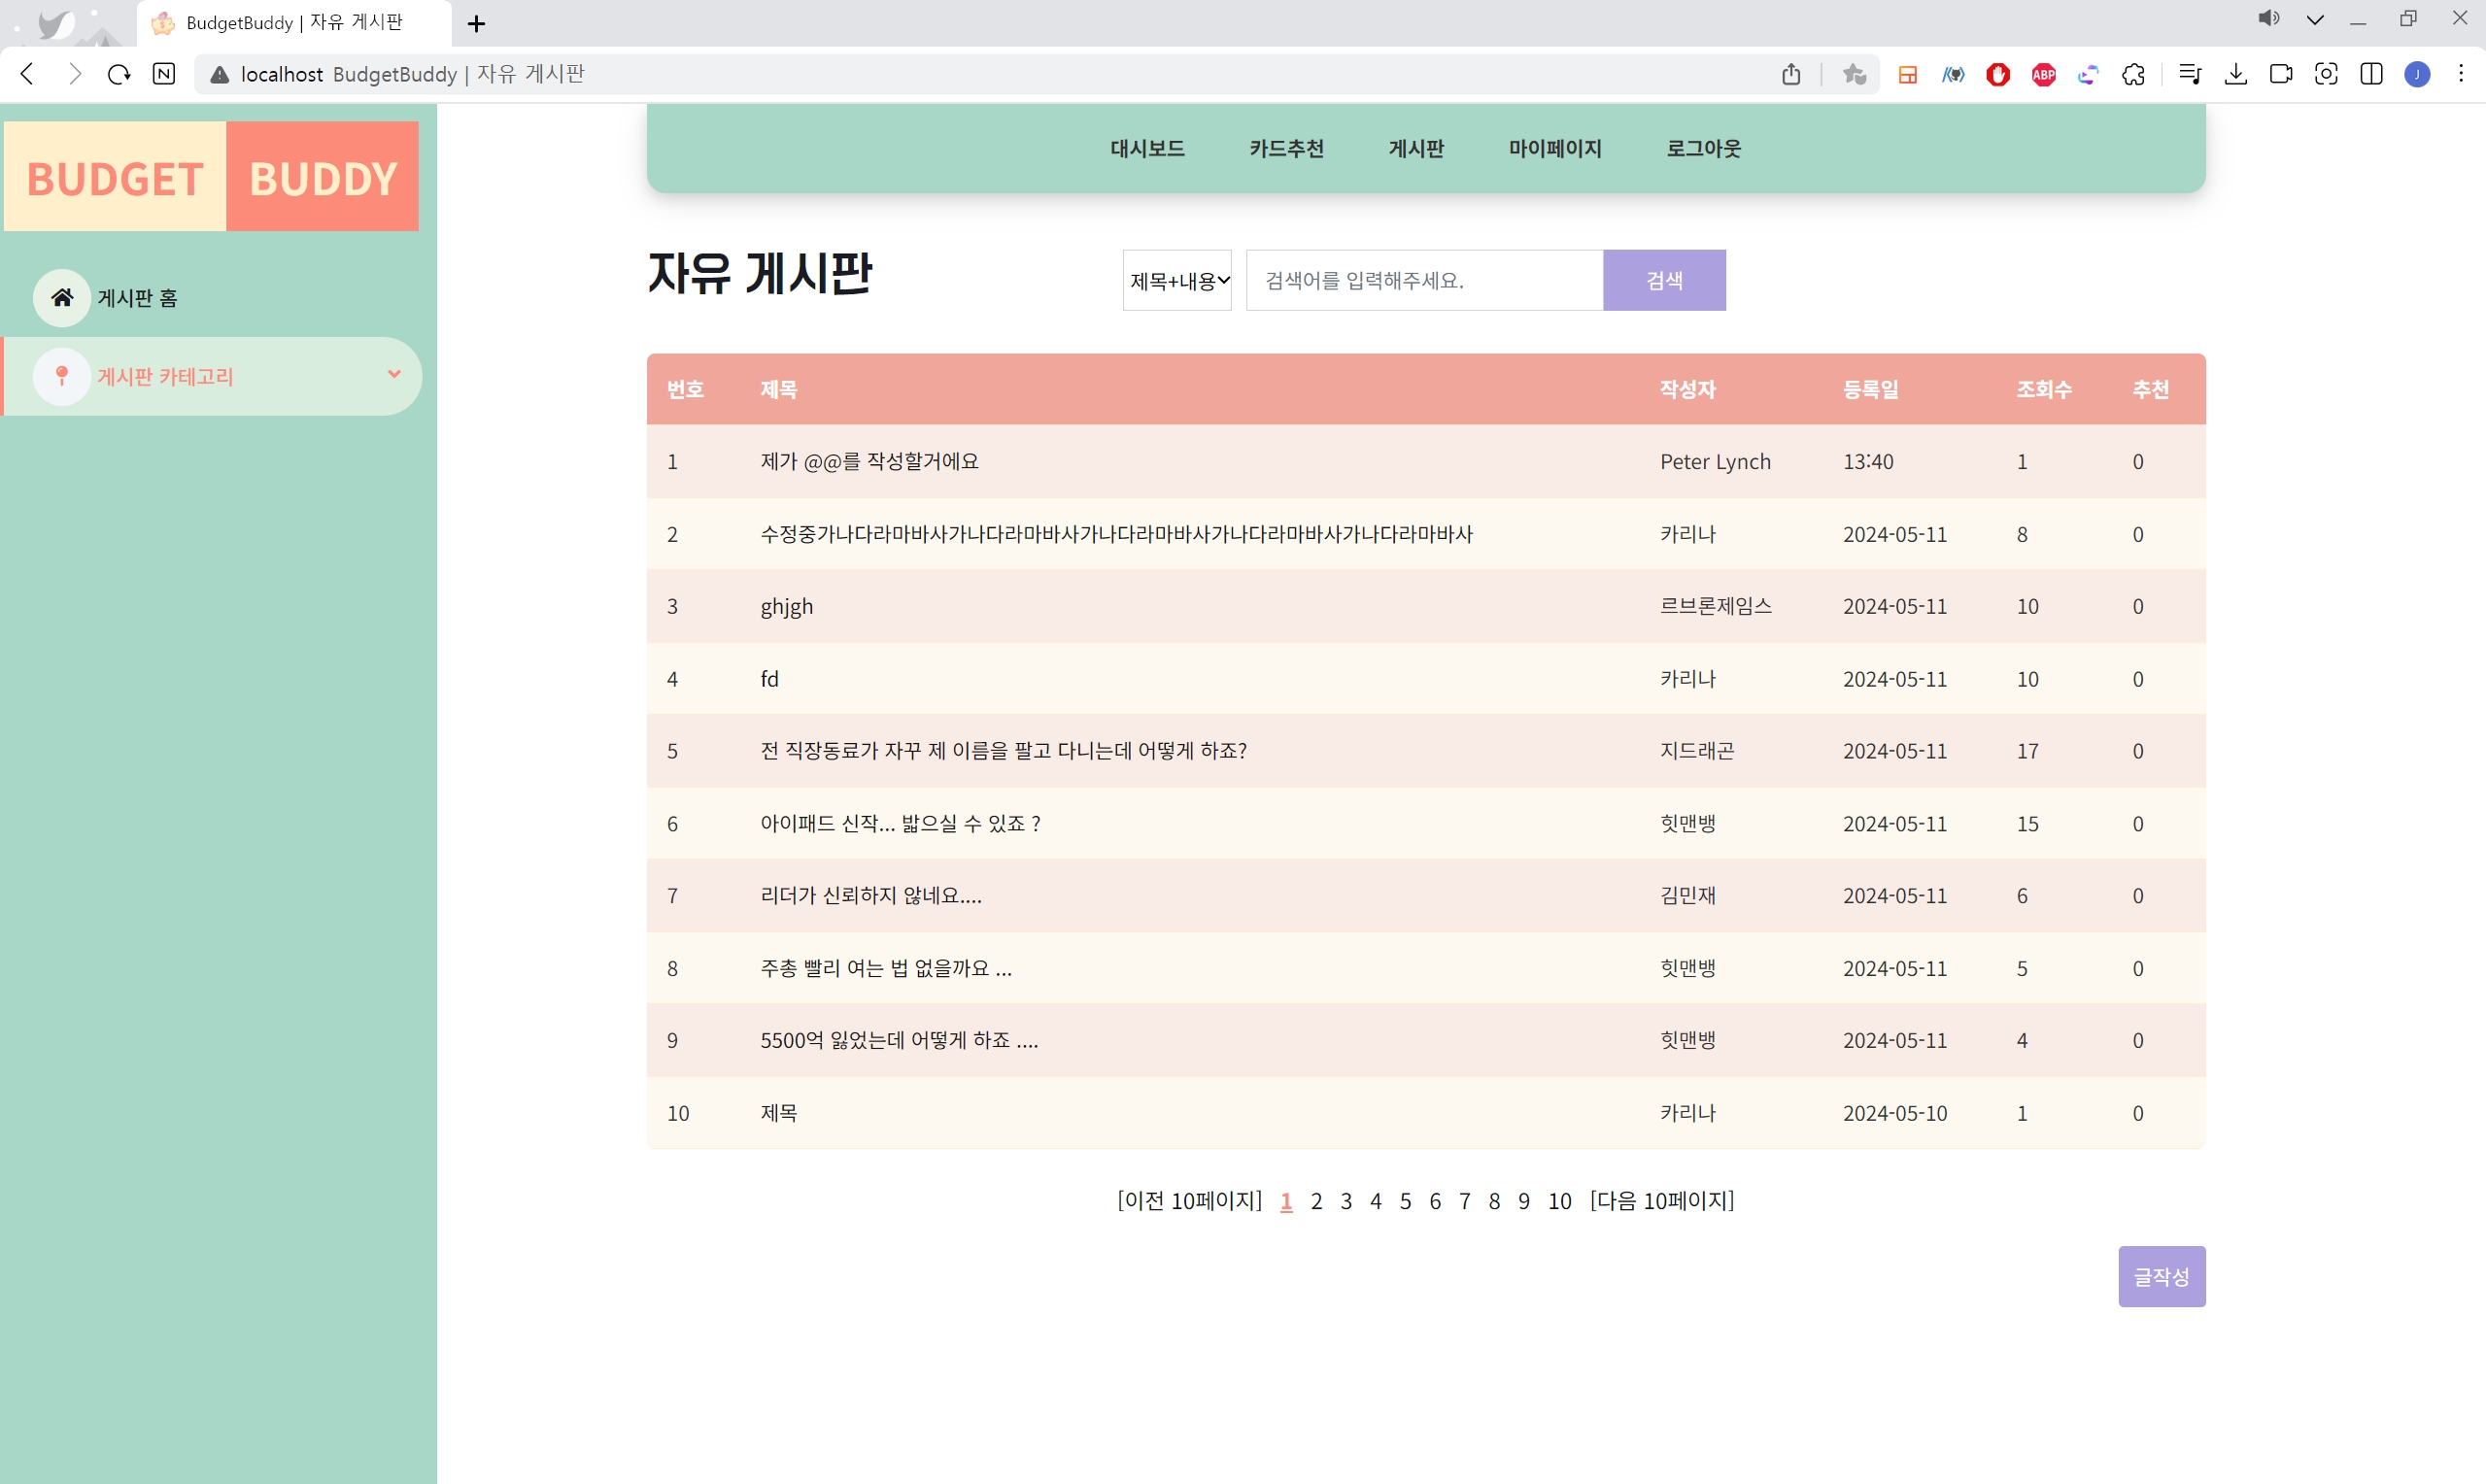 BudgetBuddy | 자유 게시판
localhost BudgetBuddy | 자유 게시판
ABP
J
BUDGET BUDDY
게시판 홈
게시판 카테고리
대시보드 카드추천 게시판 마이페이지 로그아웃
자유 게시판 제목+내용 검색어를 입력해주세요. 검색
번호 제목 작성자 등록일 조회수 추천
1 제가 @@를 작성할거에요 Peter Lynch 13:40 1 0
2 수정중가나다라마바사가나다라마바사가나다라마바사가나다라마바사가나다라마바사 카리나 2024-05-11 8 0
3 ghjgh 르브론제임스 2024-05-11 10 0
4 fd 카리나 2024-05-11 10 0
5 전 직장동료가 자꾸 제 이름을 팔고 다니는데 어떻게 하죠? 지드래곤 2024-05-11 17 0
6 아이패드 신작... 밟으실 수 있죠 ? 힛맨뱅 2024-05-11 15 0
7 리더가 신뢰하지 않네요.... 김민재 2024-05-11 6 0
8 주총 빨리 여는 법 없을까요 ... 힛맨뱅 2024-05-11 5 0
9 5500억 잃었는데 어떻게 하죠 .... 힛맨뱅 2024-05-11 4 0
10 제목 카리나 2024-05-10 1 0
[이전 10페이지] 1 2 3 4 5 6 7 8 9 10 [다음 10페이지]
글작성